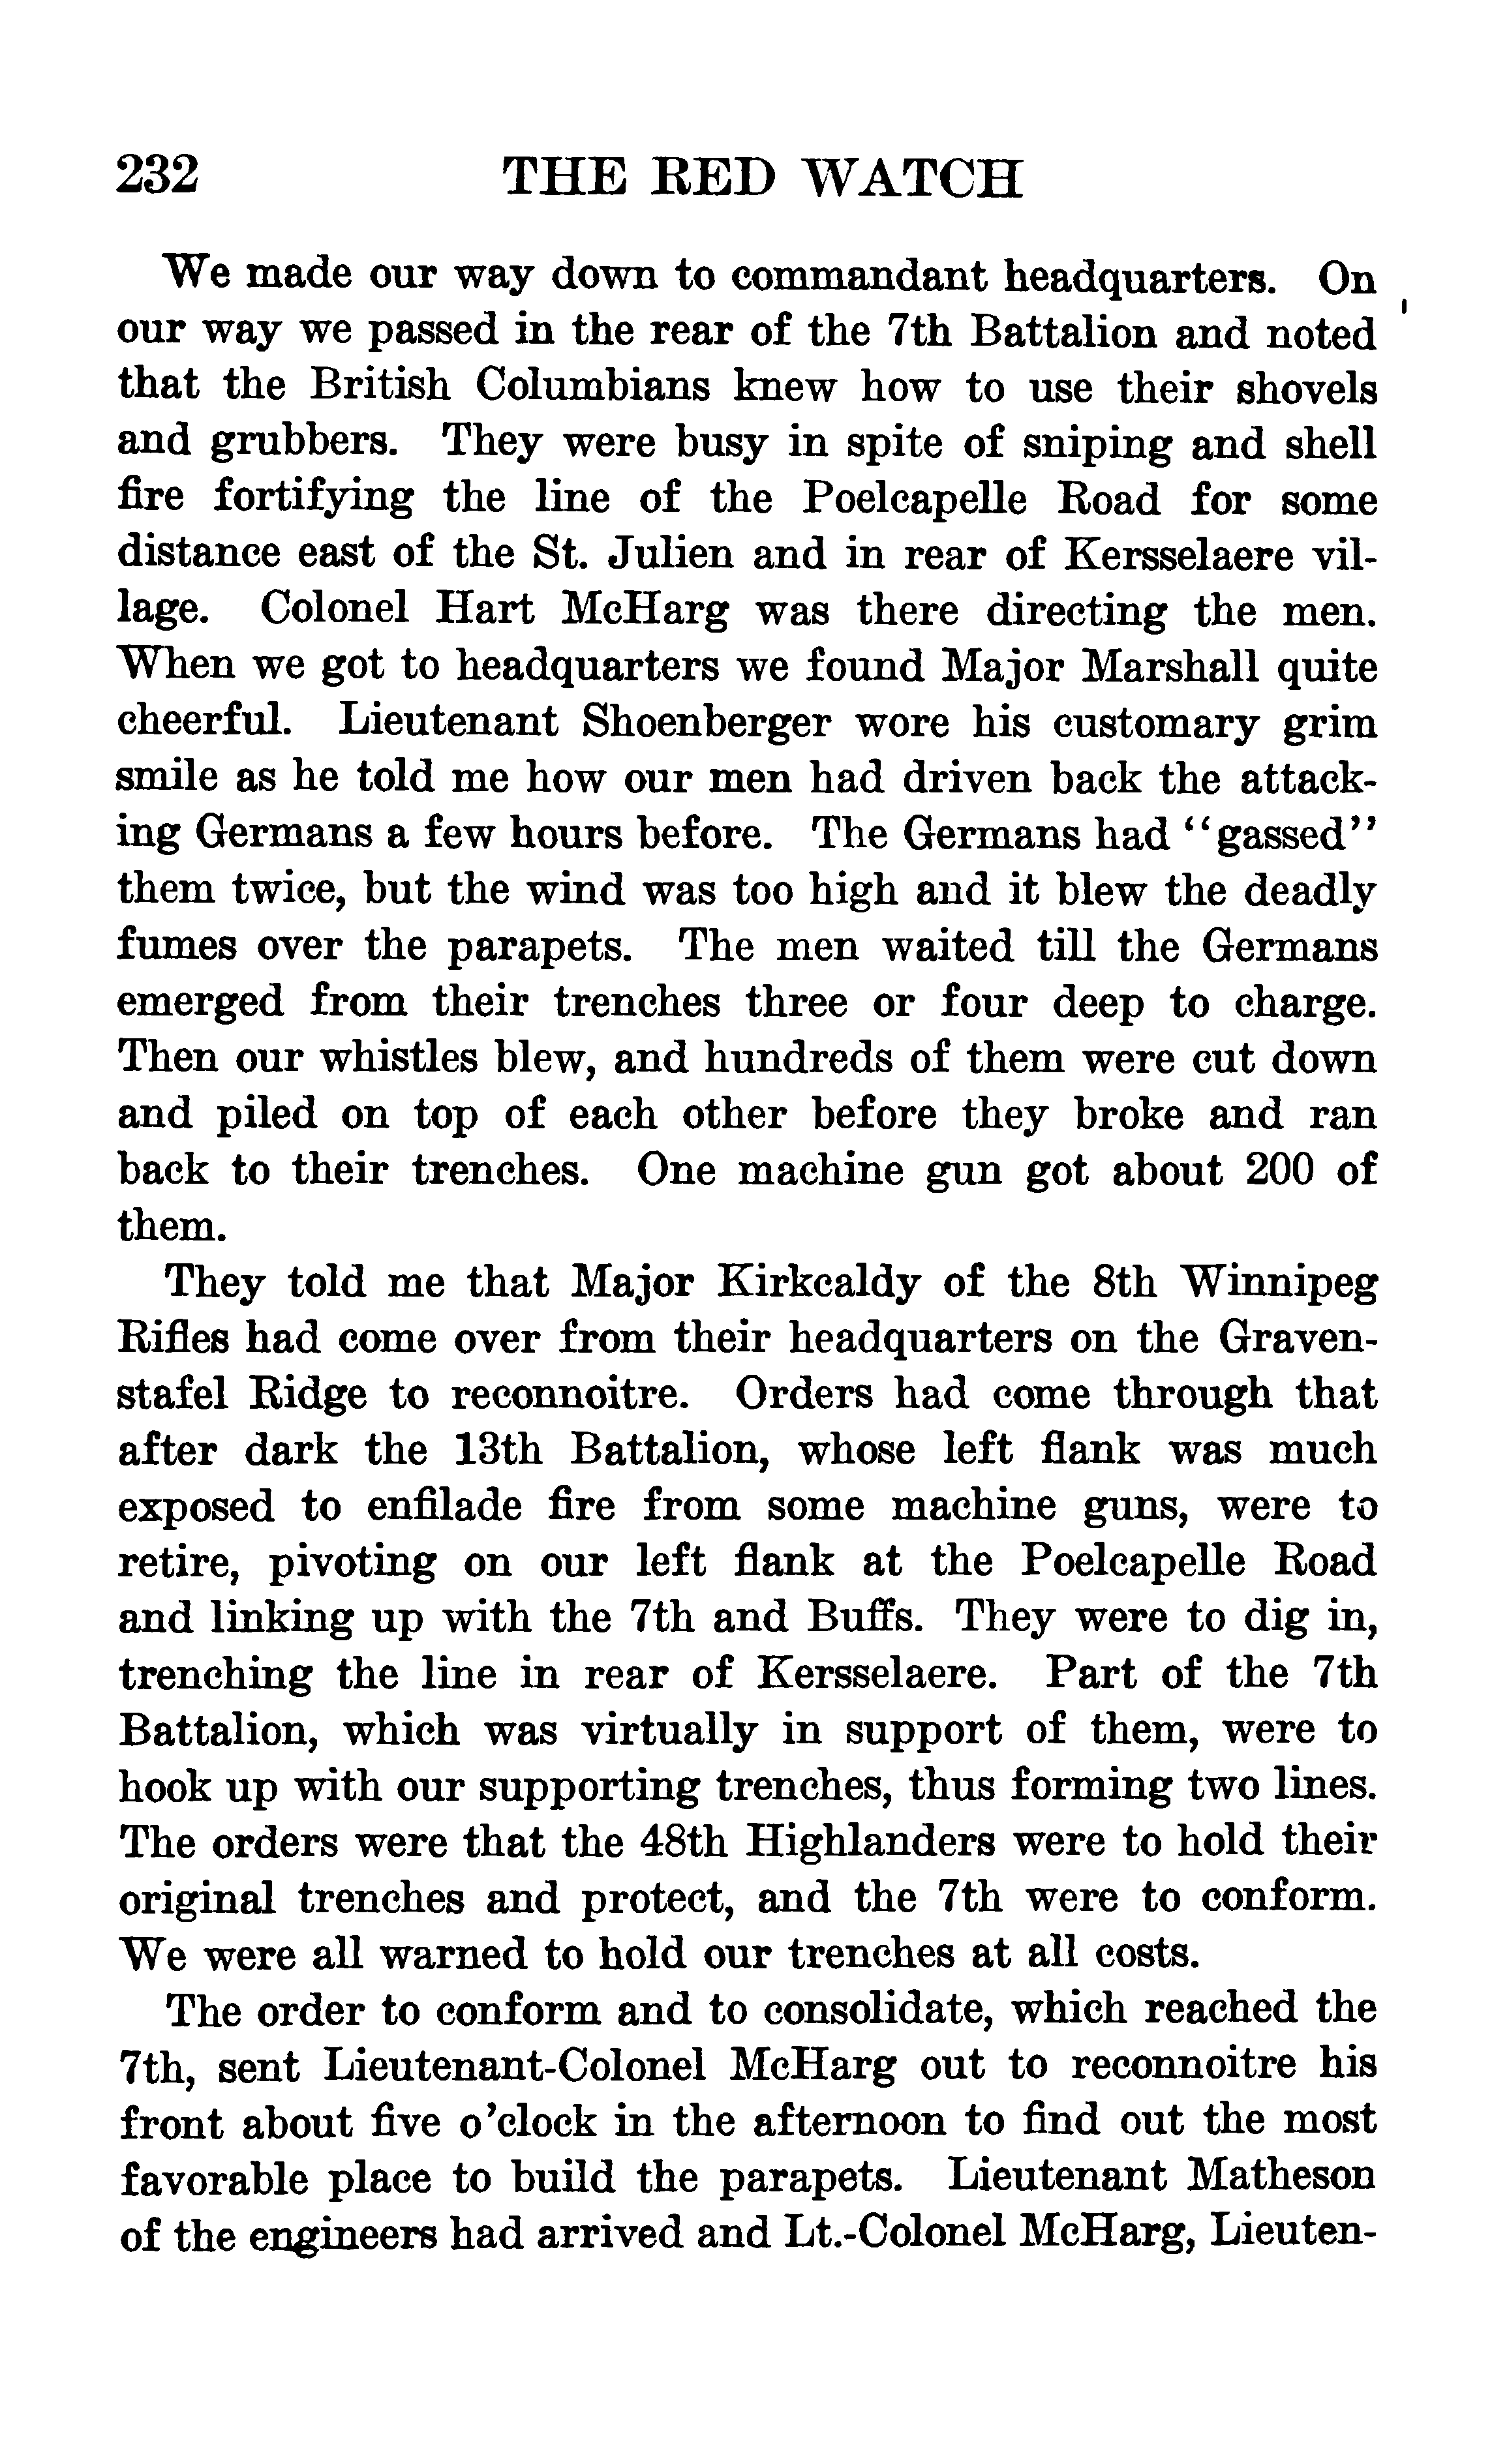 232 THE RED WATCH
We made our way down to commandant headquarters. On
our way we passed in the rear of the 7th Battalion and noted
that the British Columbians knew how to use their shovels
and grubbers. They were busy in spite of sniping and shell
fire fortifying the line of the Poelcapelle Road for some
distance east of the St. Julien and in rear of Kersselaere vil-
lage. Colonel Hart McHarg was there directing the men.
When we got to headquarters we found Major Marshall quite
cheerful. Lieutenant Shoenberger wore his customary grim
smile as he told me how our men had driven back the attack-
ing Germans a few hours before. The Germans had "gassed"
them twice, but the wind was too high and it blew the deadly
fumes over the parapets. The men waited till the Germans
emerged from their trenches three or four deep to charge.
Then our whistles blew, and hundreds of them were cut down
and piled on top of each other before they broke and ran
back to their trenches. One machine gun got about 200 of
them.
They told me that Major Kirkcaldy of the 8th Winnipeg
Rifles had come over from their headquarters on the Graven-
stafel Ridge to reconnoitre. Orders had come through that
after dark the 13th Battalion, whose left flank was much
exposed to enfilade fire from some machine guns, were to
retire, pivoting on our left flank at the Poelcapelle Road
and linking up with the 7th and Buffs. They were to dig in,
trenching the line in rear of Kersselaere. Part of the 7th
Battalion, which was virtually in support of them, were to
hook up with our supporting trenches, thus forming two lines.
The orders were that the 48th Highlanders were to hold their
original trenches and protect, and the 7th were to conform.
We were all warned to hold our trenches at all costs.
The order to conform and to consolidate, which reached the
7th, sent Lieutenant-Colonel McHarg out to reconnoitre his
front about five o'clock in the afternoon to find out the most
favorable place to build the parapets. Lieutenant Matheson
of the engineers had arrived and Lt.-Colonel McHarg, Lieuten-